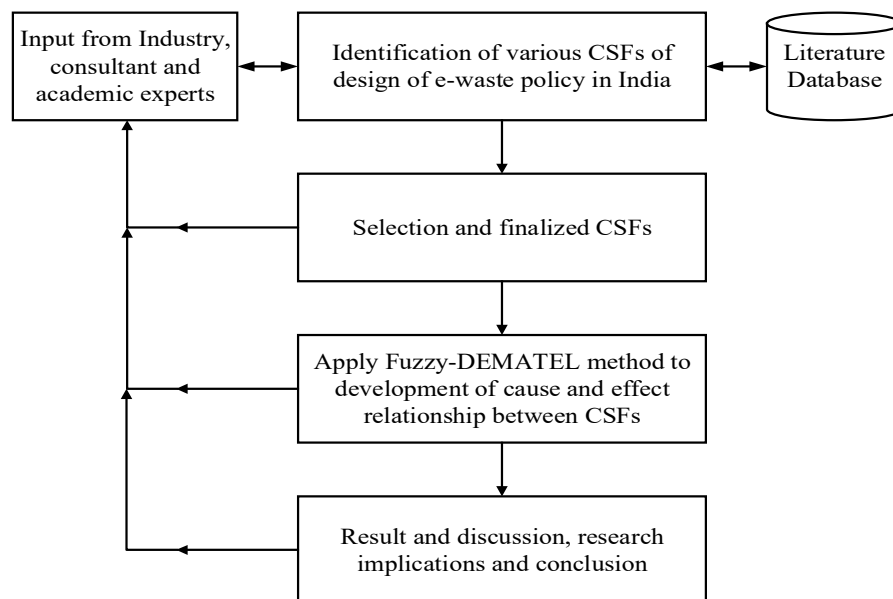 Input from Industry,
consultant and
academic experts
Identification of various CSFs of
design of e-waste policy in India
Literature
Database
Selection and finalized CSFs
Apply Fuzzy-DEMATEL method to
development of cause and effect
relationship between CSFs
Result and discussion, research
implications and conclusion